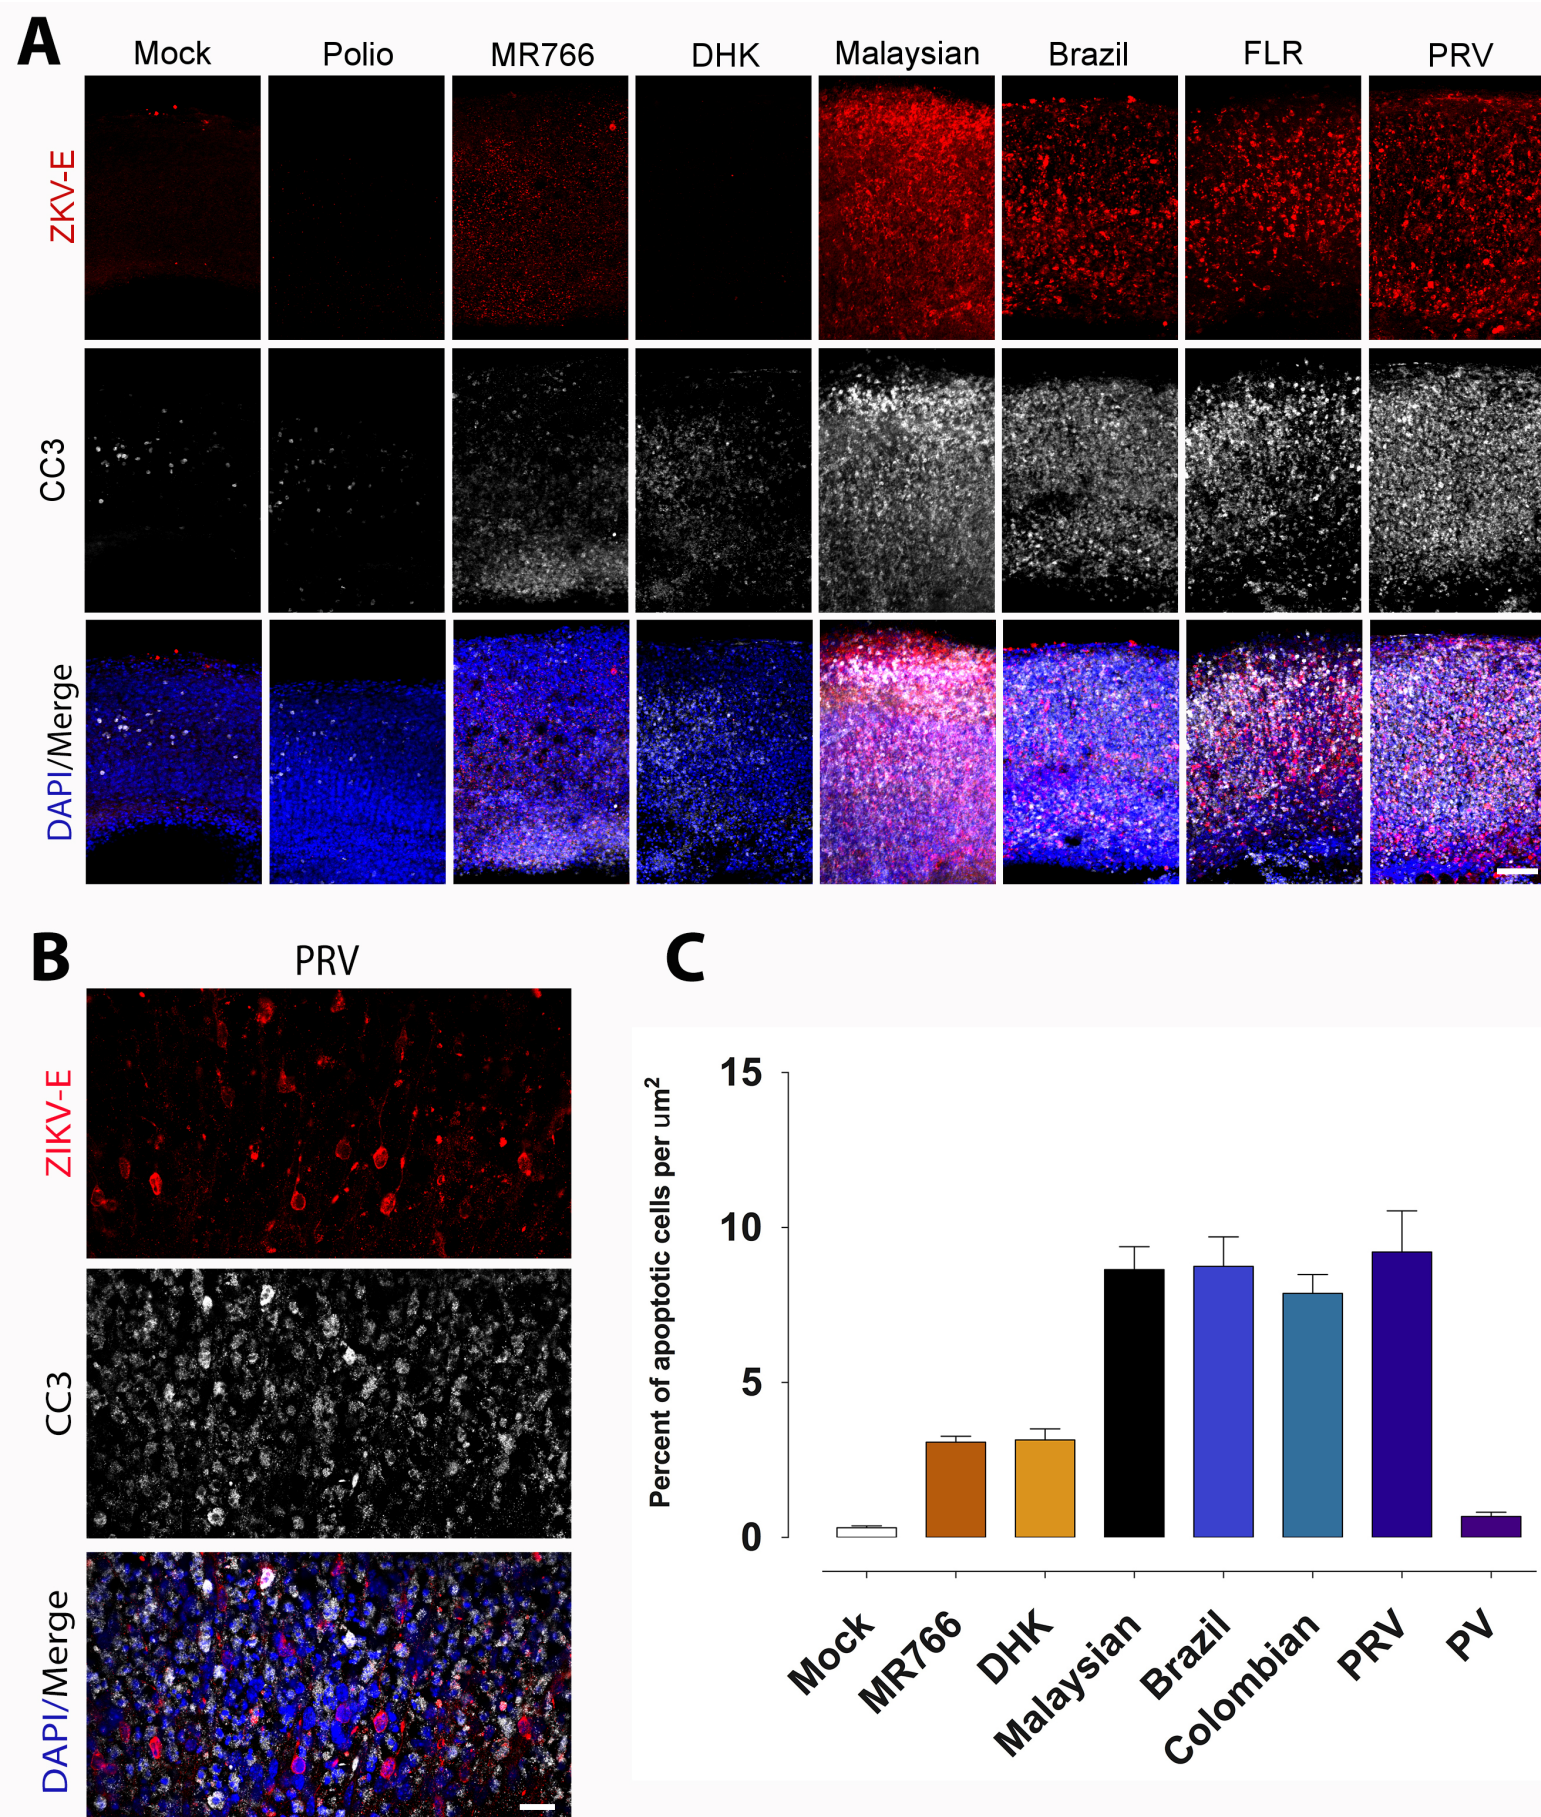 A
Mock Polio MR766 DHK Malaysian Brazil FLR PRV
ZKV-E
CC3
DAPI/Merge
B
PRV
ZIKV-E
CC3
DAPI/Merge
C
Percent of apoptotic cells per um²
15
10
5
0
Mock MR766 DHK Malaysian Brazil Colombian PRV PV